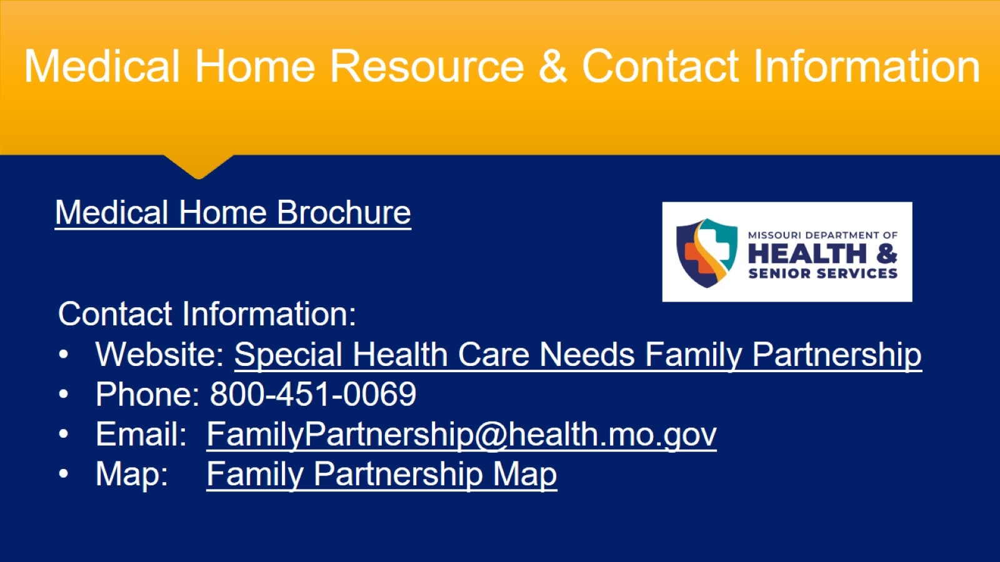 Medical Home Resource & Contact Information
Medical Home Brochure
MISSOURI DEPARTMENT OF
HEALTH &
SENIOR SERVICES
Contact Information:
• Website: Special Health Care Needs Family Partnership
• Phone: 800-451-0069
• Email: FamilyPartnership@health.mo.gov
• Map: Family Partnership Map